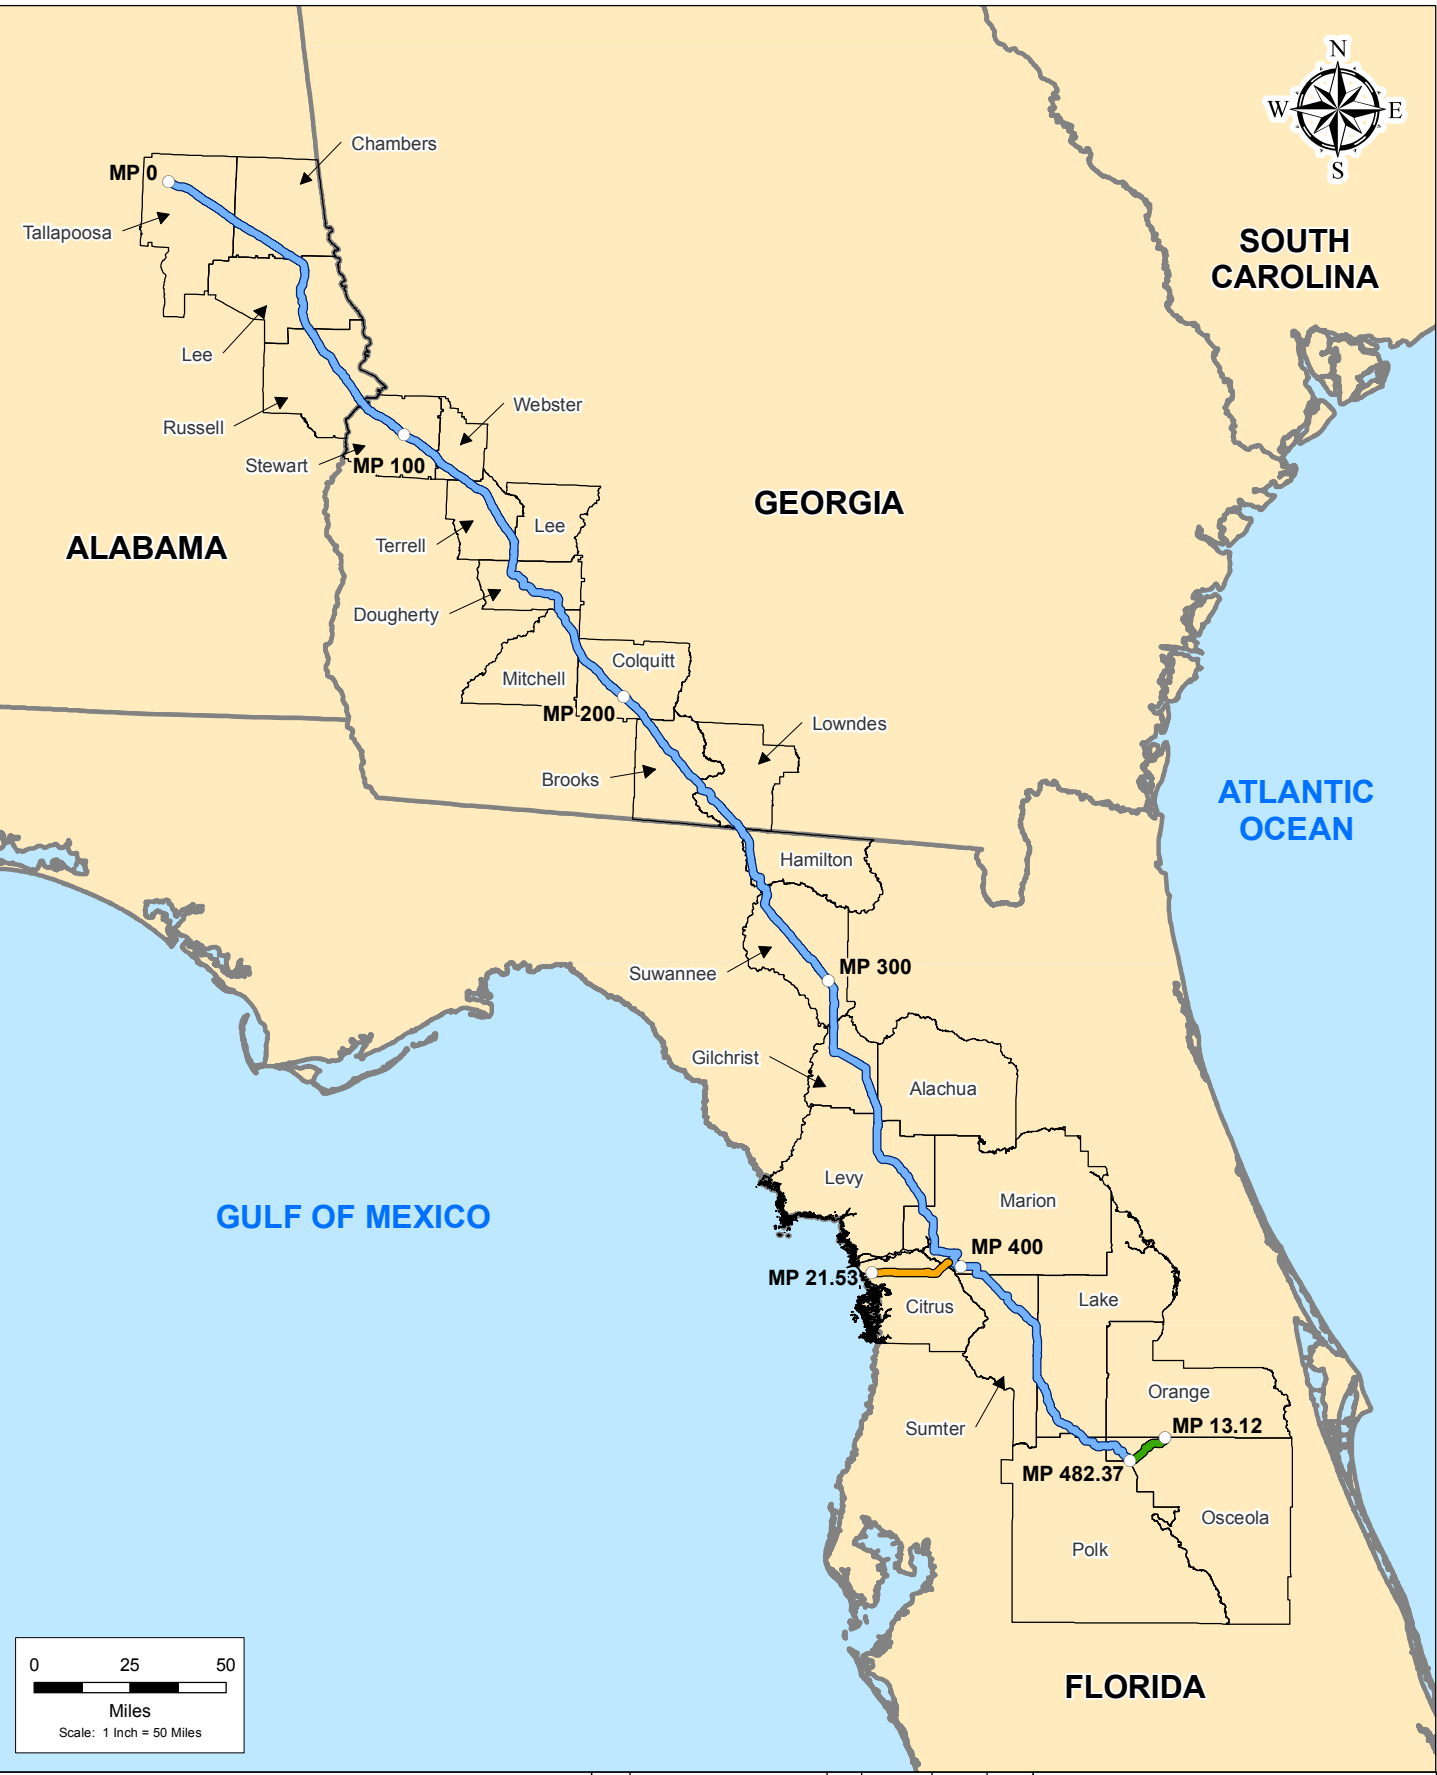 N
W
E
S
Chambers
MP 0
Tallapoosa
SOUTH
CAROLINA
Lee
Webster
Russell
Stewart
MP 100
GEORGIA
Lee
Terrell
ALABAMA
Dougherty
Colquitt
Mitchell
MP 200
Lowndes
Brooks
ATLANTIC
OCEAN
Hamilton
MP 300
Suwannee
Gilchrist
Alachua
Levy
Marion
GULF OF MEXICO
MP 400
MP 21.53
Lake
Citrus
Orange
Sumter
MP 13.12
MP 482.37
Osceola
Polk
FLORIDA
0 25 50
Miles
Scale: 1 Inch = 50 Miles